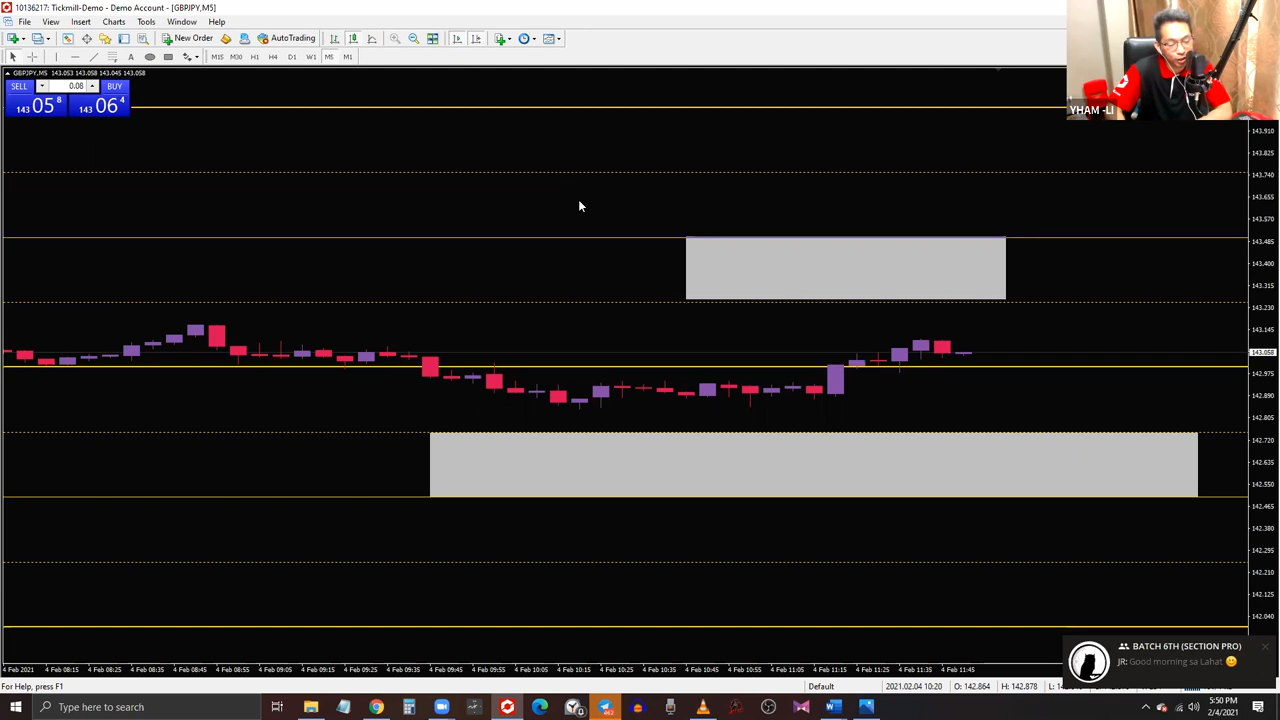 10136217: Tickmill-Demo - Demo Account - [GBPJPY,M5]
File View Insert Charts Tools Window Help
New Order AutoTrading
A M15 M30 H1 H4 D1 W1 M5 M1
GBPJPY,M5 143.053 143.058 143.045 143.058
SELL 0.08 BUY
143 05 8 143 06 4
YHAM -LI
143.910
143.825
143.740
143.655
143.570
143.485
143.400
143.315
143.230
143.145
143.058
142.975
142.890
142.805
142.720
142.635
142.550
142.465
142.380
142.295
142.210
142.125
142.040
BATCH 6TH (SECTION PRO)
JR: Good morning sa Lahat
4 Feb 2021 4 Feb 08:15 4 Feb 08:25 4 Feb 08:35 4 Feb 08:45 4 Feb 08:55 4 Feb 09:05 4 Feb 09:15 4 Feb 09:25 4 Feb 09:35 4 Feb 09:45 4 Feb 09:55 4 Feb 10:05 4 Feb 10:15 4 Feb 10:25 4 Feb 10:35 4 Feb 10:45 4 Feb 10:55 4 Feb 11:05 4 Feb 11:15 4 Feb 11:25 4 Feb 11:35 4 Feb 11:45
For Help, press F1 Default 2021.02.04 10:20 O: 142.864 H: 142.878
Type here to search 5:50 PM
2/4/2021